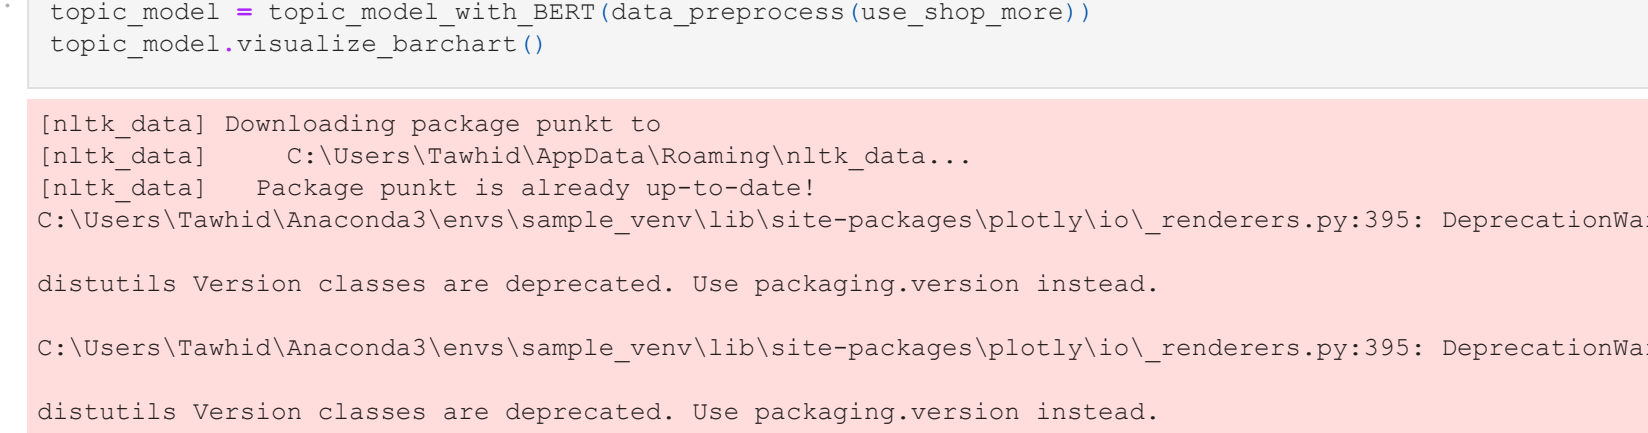 topic_model = topic_model_with_BERT(data_preprocess(use_shop_more))
topic_model.visualize_barchart()
[nltk_data] Downloading package punkt to
[nltk_data]     C:\Users\Tawhid\AppData\Roaming\nltk_data...
[nltk_data]   Package punkt is already up-to-date!
C:\Users\Tawhid\Anaconda3\envs\sample_venv\lib\site-packages\plotly\io\_renderers.py:395: DeprecationWa
distutils Version classes are deprecated. Use packaging.version instead.
C:\Users\Tawhid\Anaconda3\envs\sample_venv\lib\site-packages\plotly\io\_renderers.py:395: DeprecationWa
distutils Version classes are deprecated. Use packaging.version instead.